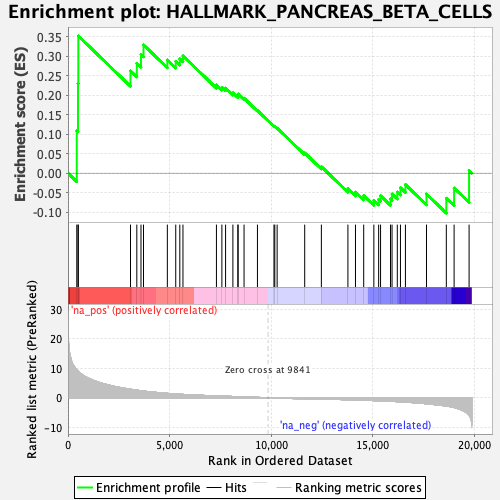 Enrichment plot: HALLMARK_PANCREAS_BETA_CELLS
Enrichment score (ES)
0.35
0.30
0.25
0.20
0.15
0.10
0.05
0.00
-0.05
-0.10
'na_pos' (positively correlated)
Ranked list metric (PreRanked)
30
20
10
0
-10
Zero cross at 9841
'na_neg' (negatively correlated)
0
5,000
10,000
15,000
20,000
Rank in Ordered Dataset
Enrichment profile
Hits
Ranking metric scores